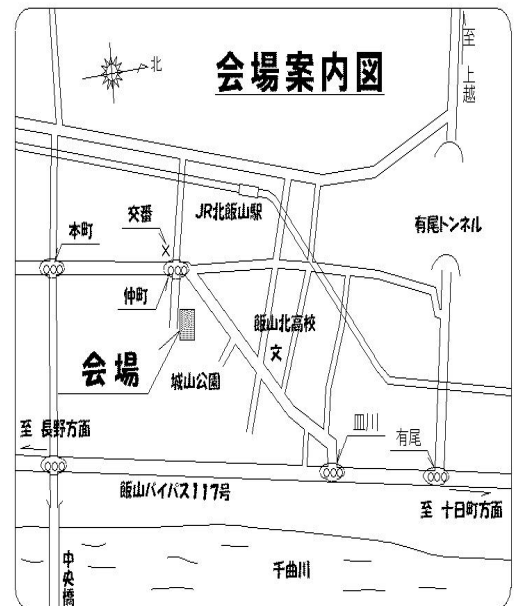 会場案内図
北
至 上越
JR北飯山駅
交番
本町
有尾トンネル
仲町
飯山北高校
文
会場
城山公園
皿川
有尾
至 長野方面
飯山バイパス117号
至 十日町方面
中央橋
千曲川